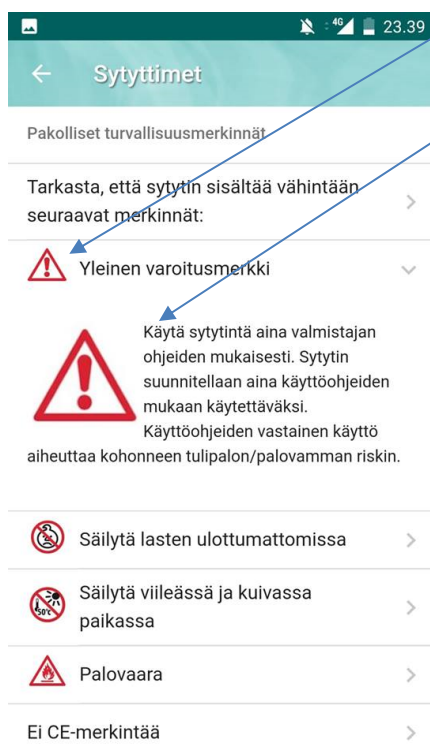 4G 23.39
Sytyttimet
Pakolliset turvallisuusmerkinnät
Tarkasta, että sytytin sisältää vähintään
seuraavat merkinnät:
Yleinen varoitusmerkki
Käytä sytytintä aina valmistajan
ohjeiden mukaisesti. Sytytin
suunnitellaan aina käyttöohjeiden
mukaan käytettäväksi.
Käyttöohjeiden vastainen käyttö
aiheuttaa kohonneen tulipalon/palovamman riskin.
Säilytä lasten ulottumattomissa
50°C
Säilytä viileässä ja kuivassa
paikassa
Palovaara
Ei CE-merkintää